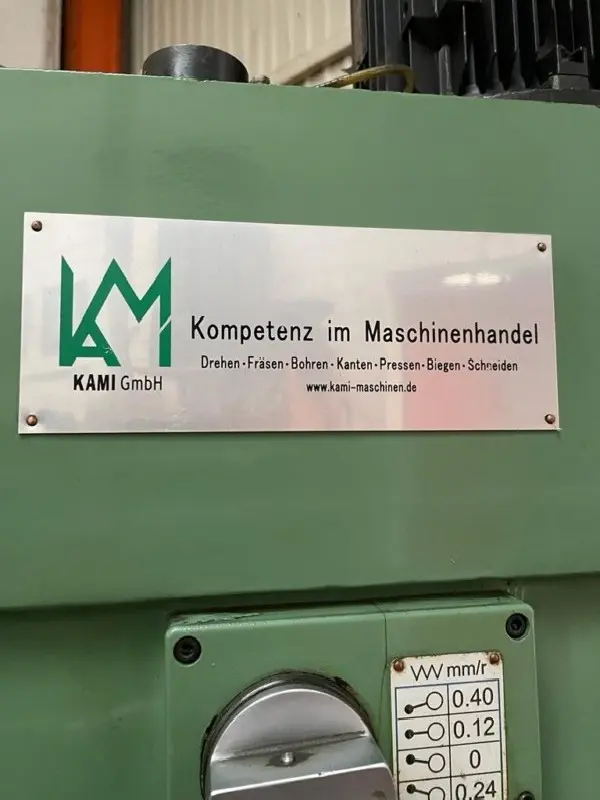 KAMI GmbH
Kompetenz im Maschinenhandel
Drehen·Fräsen·Bohren·Kanten·Pressen·Biegen·Schneiden
www.kami-maschinen.de
mm/r
0.40
0.12
0
0.24